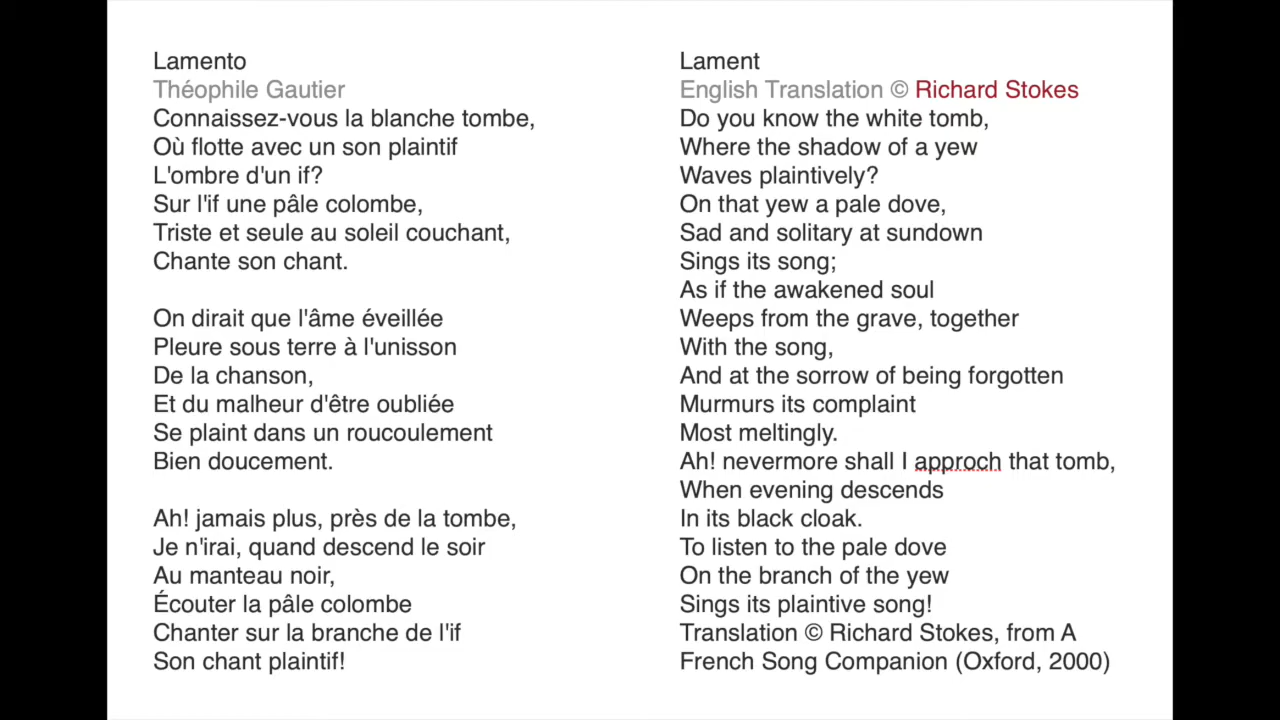 Lamento
Théophile Gautier
Connaissez-vous la blanche tombe,
Où flotte avec un son plaintif
L'ombre d'un if?
Sur l'if une pâle colombe,
Triste et seule au soleil couchant,
Chante son chant.
On dirait que l'âme éveillée
Pleure sous terre à l'unisson
De la chanson,
Et du malheur d'être oubliée
Se plaint dans un roucoulement
Bien doucement.
Ah! jamais plus, près de la tombe,
Je n'irai, quand descend le soir
Au manteau noir,
Écouter la pâle colombe
Chanter sur la branche de l'if
Son chant plaintif!
Lament
English Translation © Richard Stokes
Do you know the white tomb,
Where the shadow of a yew
Waves plaintively?
On that yew a pale dove,
Sad and solitary at sundown
Sings its song;
As if the awakened soul
Weeps from the grave, together
With the song,
And at the sorrow of being forgotten
Murmurs its complaint
Most meltingly.
Ah! nevermore shall I approch that tomb,
When evening descends
In its black cloak.
To listen to the pale dove
On the branch of the yew
Sings its plaintive song!
Translation © Richard Stokes, from A
French Song Companion (Oxford, 2000)